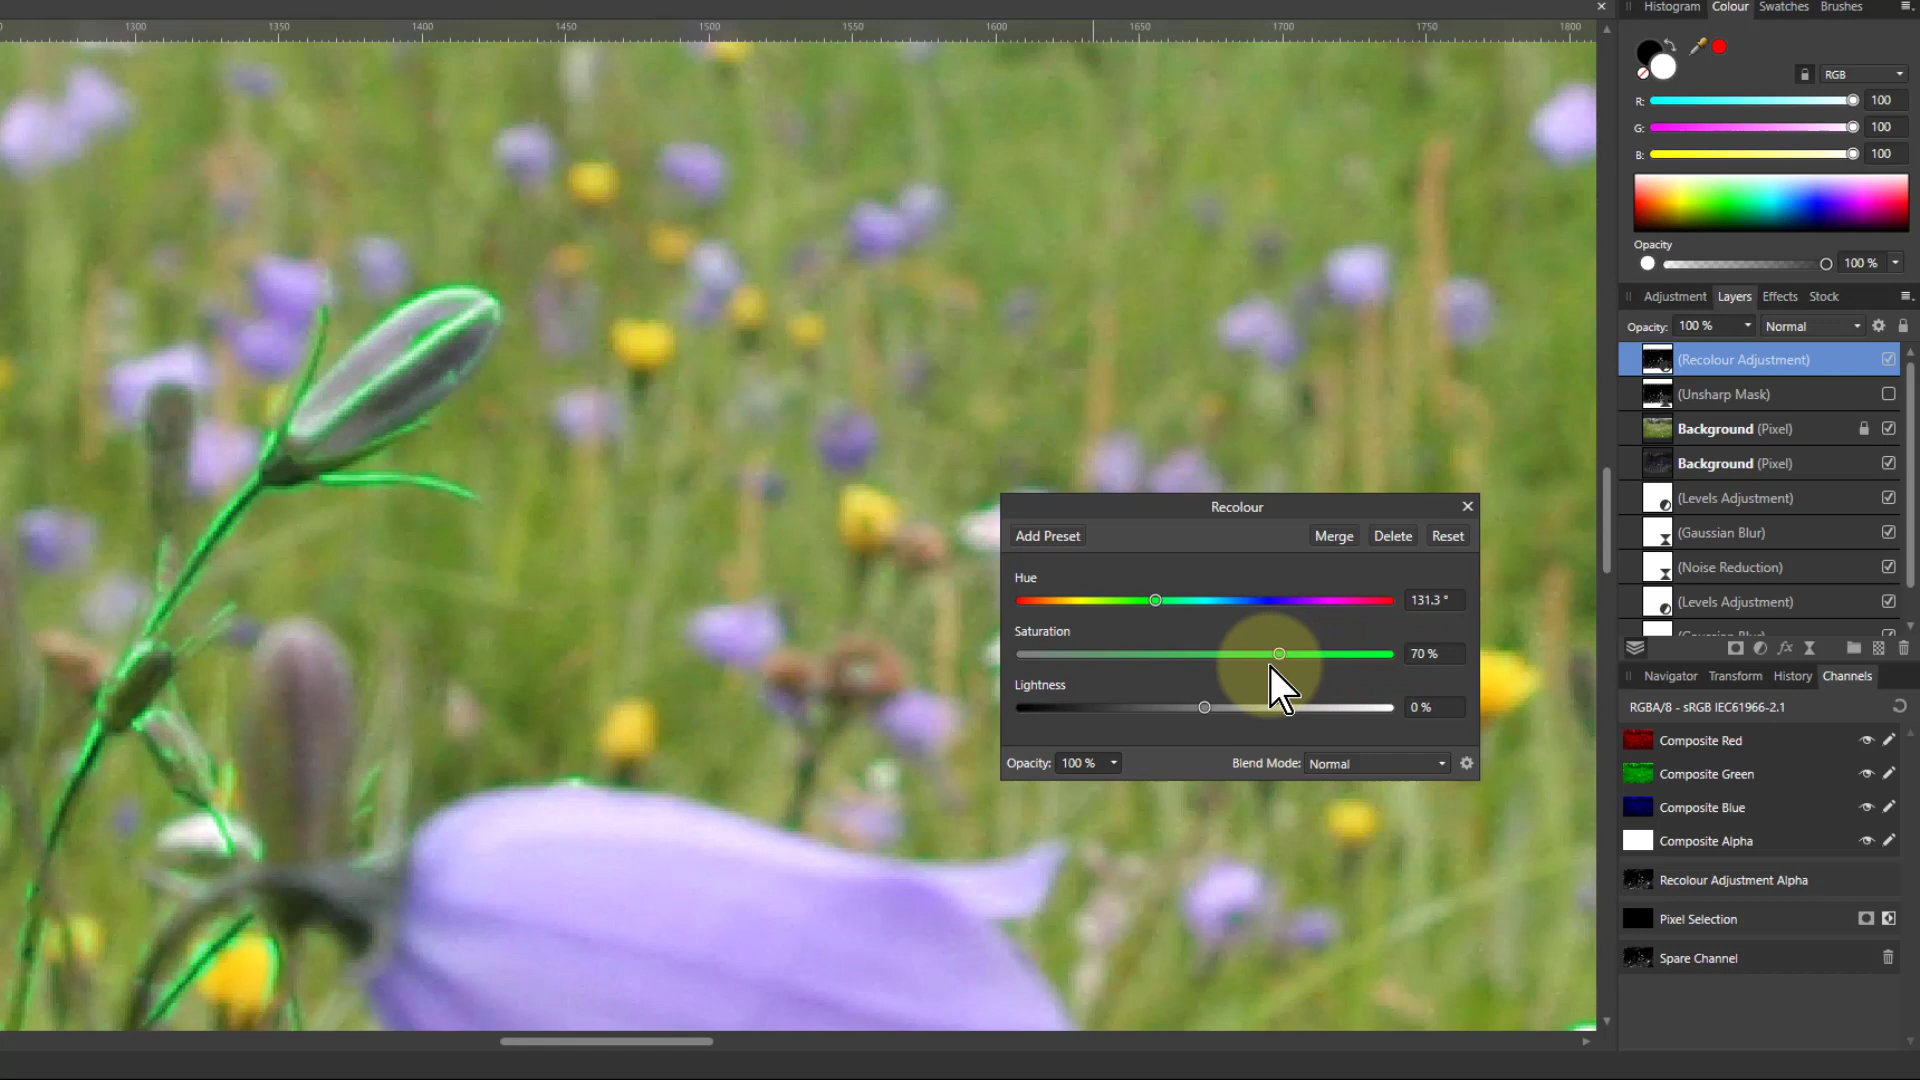 1300 1350 1400 1450 1500 1550 1600 1650 1700 1750 1800
Histogram Colour Swatches Brushes
RGB
R: 100
G: 100
B: 100
Opacity
100 %
Adjustment Layers Effects Stock
Opacity: 100 % Normal
(Recolour Adjustment)
(Unsharp Mask)
Background (Pixel)
Background (Pixel)
(Levels Adjustment)
(Gaussian Blur)
(Noise Reduction)
(Levels Adjustment)
(Gaussian Blur)
fx
Navigator Transform History Channels
RGBA/8 - sRGB IEC61966-2.1
Composite Red
Composite Green
Composite Blue
Composite Alpha
Recolour Adjustment Alpha
Pixel Selection
Spare Channel
Recolour
Add Preset Merge Delete Reset
Hue
131.3 °
Saturation
70 %
Lightness
0 %
Opacity: 100 % Blend Mode: Normal